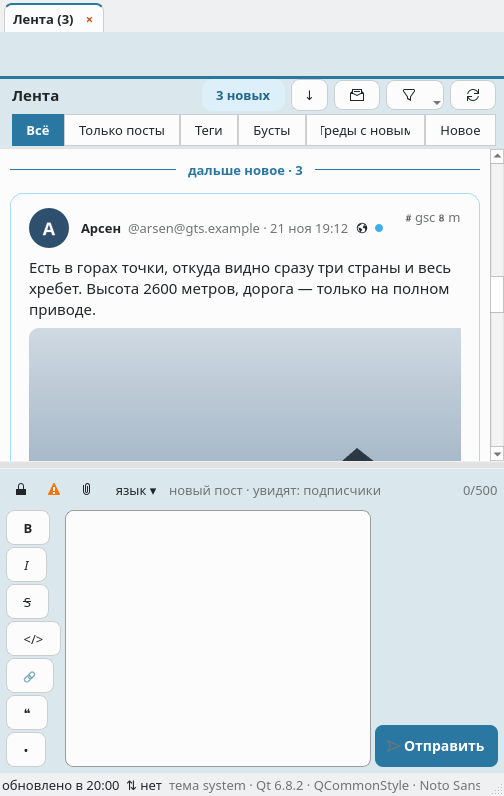 Лента (3) ×
Лента
3 новых ↓
Всё Только посты Теги Бусты Треды с новым Новое
дальше новое · 3
А Арсен @arsen@gts.example · 21 ноя 19:12
# gsc 8 m
Есть в горах точки, откуда видно сразу три страны и весь
хребет. Высота 2600 метров, дорога — только на полном
приводе.
язык ▾ новый пост · увидят: подписчики 0/500
B
I
S
</>
❝
•
Отправить
обновлено в 20:00 ⇅ нет тема system · Qt 6.8.2 · QCommonStyle · Noto Sans